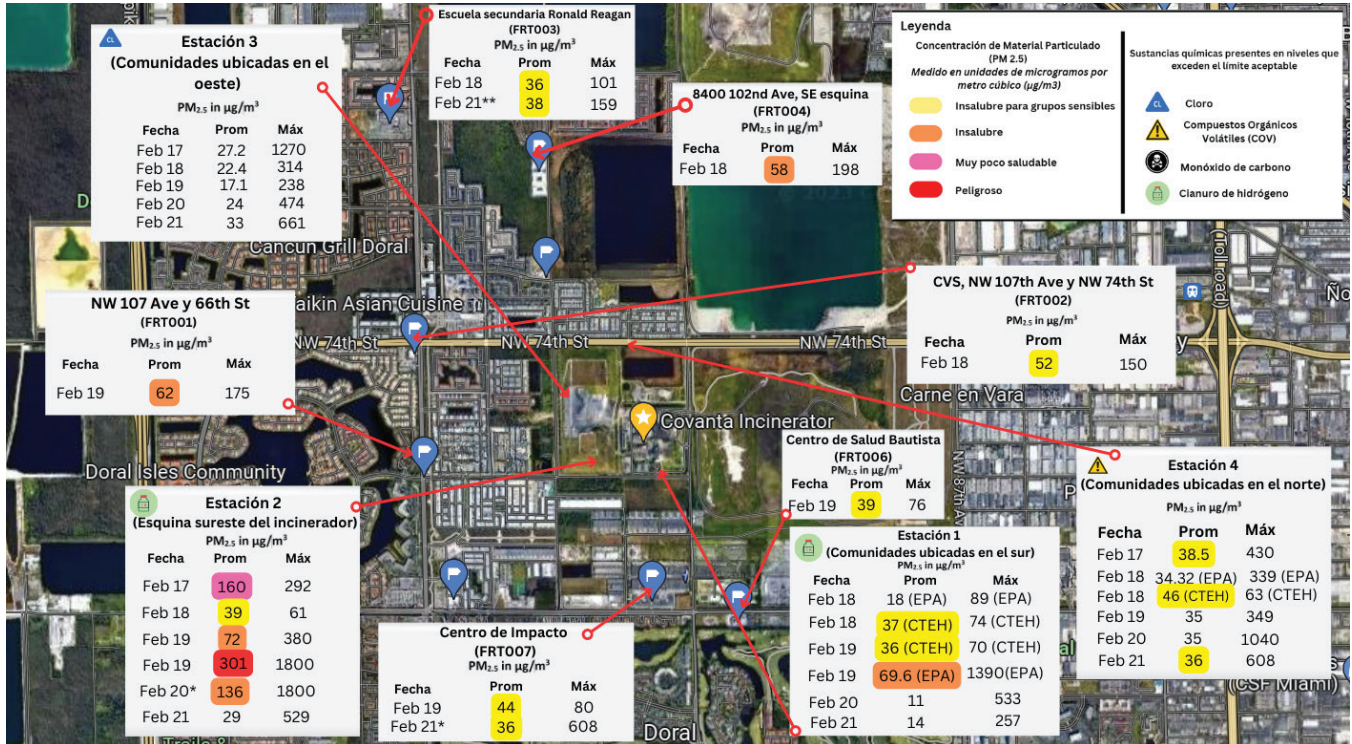 Estación 3
(Comunidades ubicadas en el
oeste)
PM2.5 in µg/m³
Fecha Prom Máx
Feb 17 27.2 1270
Feb 18 22.4 314
Feb 19 17.1 238
Feb 20 24 474
Feb 21 33 661
Escuela secundaria Ronald Reagan
(FRT003)
PM2.5 in µg/m³
Fecha Prom Máx
Feb 18 36 101
Feb 21** 38 159
8400 102nd Ave, SE esquina
(FRT004)
PM2.5 in µg/m³
Fecha Prom Máx
Feb 18 58 198
Leyenda
Concentración de Material Particulado
(PM 2.5)
Medido en unidades de microgramos por
metro cúbico (µg/m3)
Insalubre para grupos sensibles
Insalubre
Muy poco saludable
Peligroso
Sustancias químicas presentes en niveles que
exceden el límite aceptable
CL Cloro
Compuestos Orgánicos
Volátiles (COV)
Monóxido de carbono
Cianuro de hidrógeno
CL
Cancun Grill Doral
aikin Asian Cuisine
NW 74th St
NW 74th St
NW 74th St
(Toll road)
NW 107 Ave y 66th St
(FRT001)
PM2.5 in µg/m³
Fecha Prom Máx
Feb 19 62 175
CVS, NW 107th Ave y NW 74th St
(FRT002)
PM2.5 in µg/m³
Fecha Prom Máx
Feb 18 52 150
Carne en Vara
Covanta Incinerator
Doral Isles Community
NW 87th Av
Centro de Salud Bautista
(FRT006)
PM2.5 in µg/m³
Fecha Prom Máx
Feb 19 39 76
Estación 2
(Esquina sureste del incinerador)
PM2.5 in µg/m³
Fecha Prom Máx
Feb 17 160 292
Feb 18 39 61
Feb 19 72 380
Feb 19 301 1800
Feb 20* 136 1800
Feb 21 29 529
Centro de Impacto
(FRT007)
PM2.5 in µg/m³
Fecha Prom Máx
Feb 19 44 80
Feb 21* 36 608
Estación 1
(Comunidades ubicadas en el sur)
PM2.5 in µg/m³
Fecha Prom Máx
Feb 18 18 (EPA) 89 (EPA)
Feb 18 37 (CTEH) 74 (CTEH)
Feb 19 36 (CTEH) 70 (CTEH)
Feb 19 69.6 (EPA) 1390(EPA)
Feb 20 11 533
Feb 21 14 257
Estación 4
(Comunidades ubicadas en el norte)
PM2.5 in µg/m³
Fecha Prom Máx
Feb 17 38.5 430
Feb 18 34.32 (EPA) 339 (EPA)
Feb 18 46 (CTEH) 63 (CTEH)
Feb 19 35 349
Feb 20 35 1040
Feb 21 36 608
Doral
(CSF Miami)